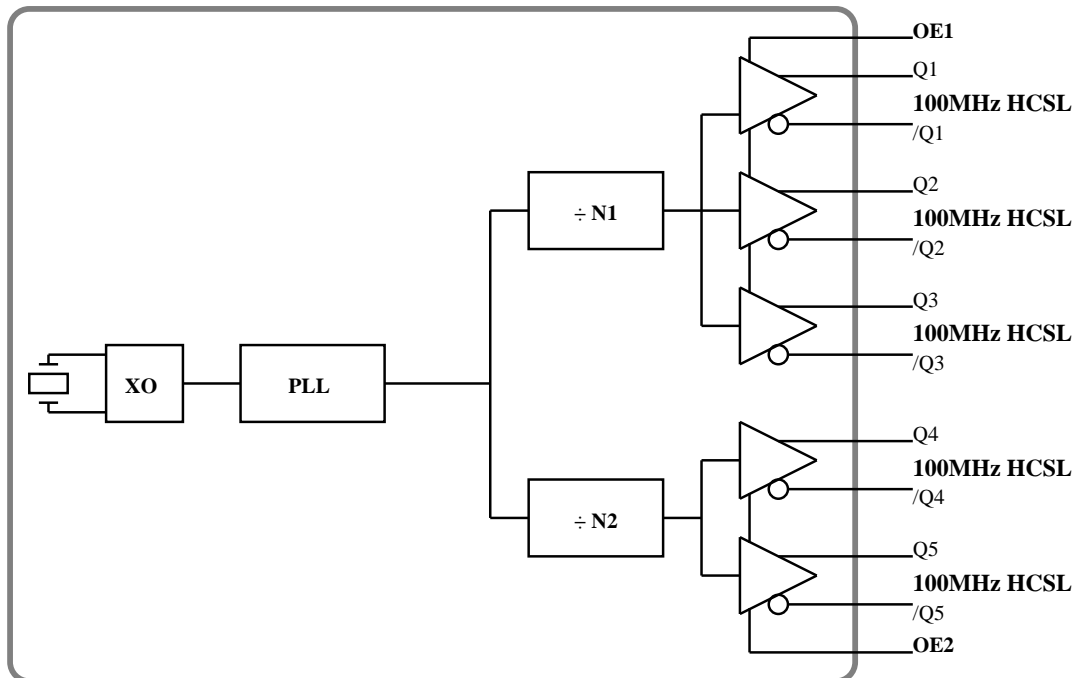 OE1
Q1
100MHz HCSL
/Q1
Q2
÷ N1
100MHz HCSL
/Q2
Q3
100MHz HCSL
/Q3
XO
PLL
Q4
100MHz HCSL
/Q4
÷ N2
Q5
100MHz HCSL
/Q5
OE2